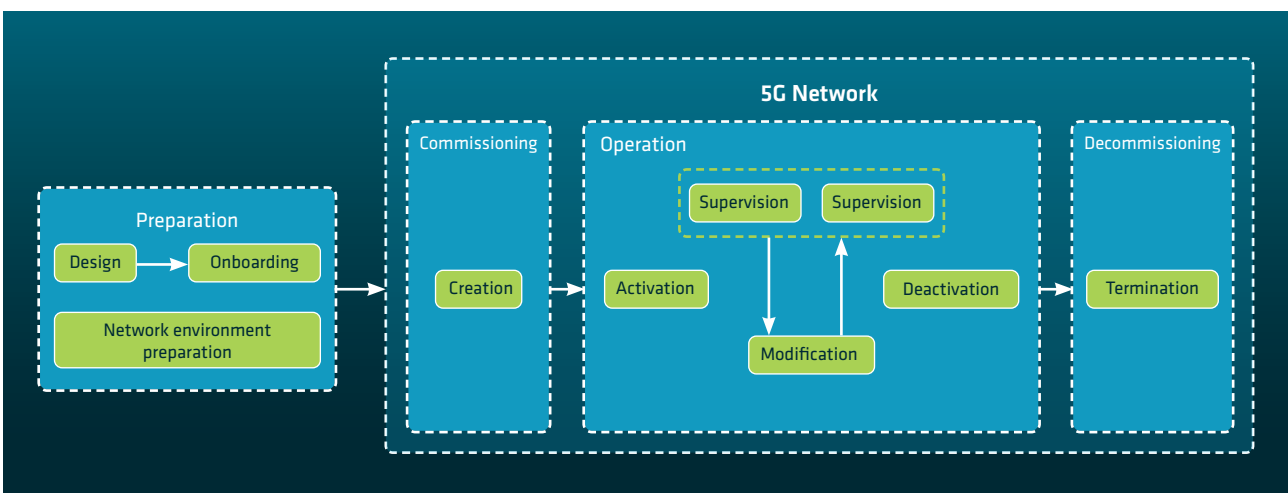 5G Network
Preparation
Design
Onboarding
Network environment
preparation
Commissioning
Creation
Operation
Supervision
Supervision
Activation
Modification
Deactivation
Decommissioning
Termination